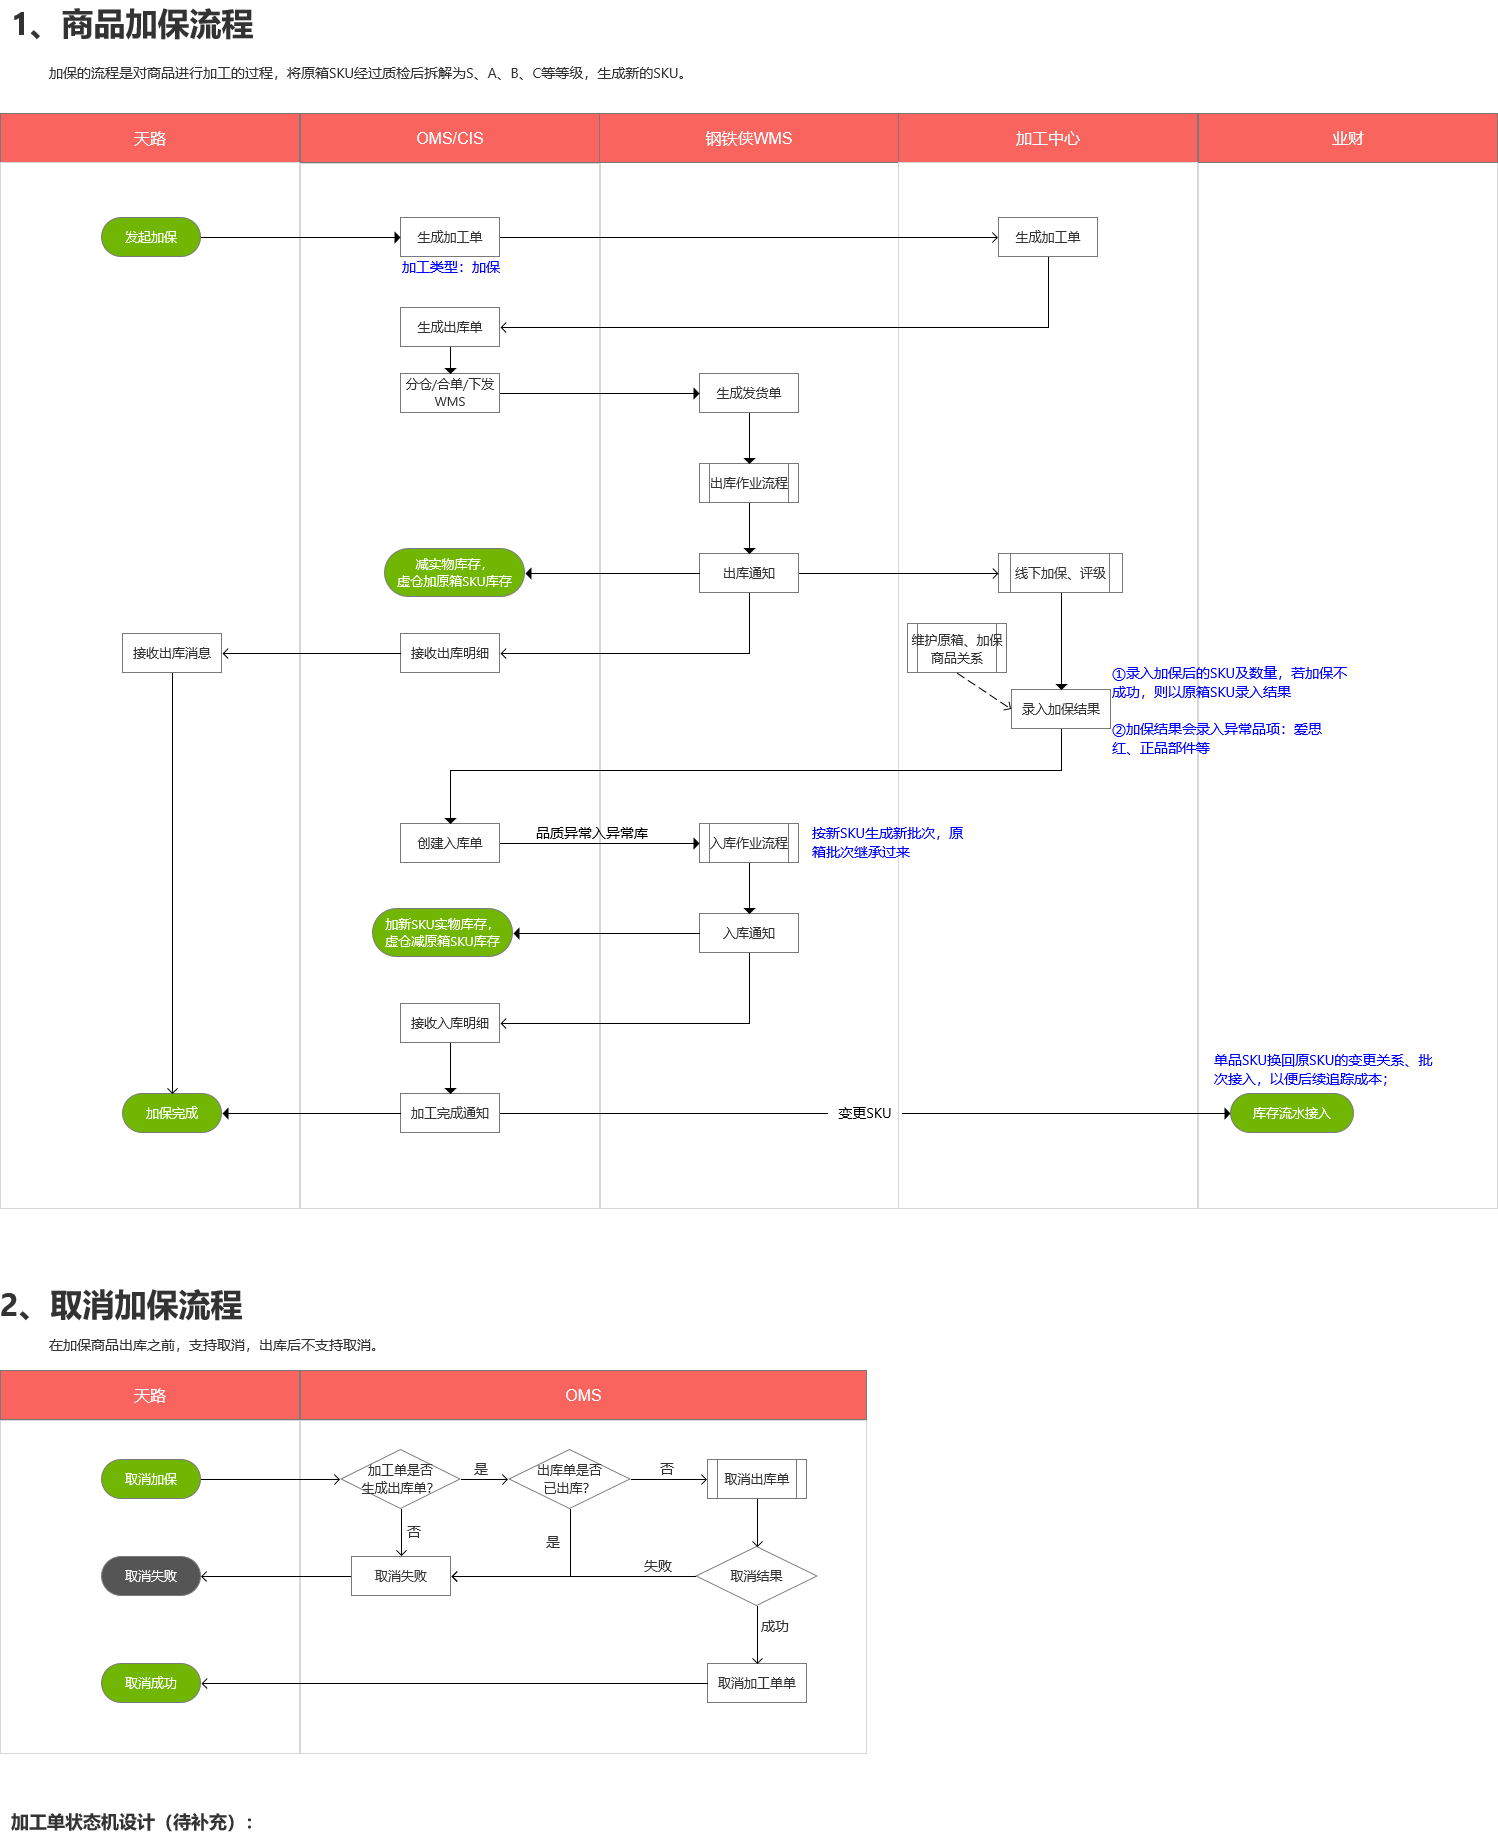 1、商品加保流程
加保的流程是对商品进行加工的过程，将原箱SKU经过质检后拆解为S、A、B、C等等级，生成新的SKU。
天路
OMS/CIS
钢铁侠WMS
加工中心
业财
发起加保
生成加工单
生成加工单
加工类型：加保
生成出库单
分仓/合单/下发
WMS
生成发货单
出库作业流程
减实物库存，
虚仓加原箱SKU库存
出库通知
线下加保、评级
接收出库消息
接收出库明细
维护原箱、加保
商品关系
①录入加保后的SKU及数量，若加保不
成功，则以原箱SKU录入结果
录入加保结果
②加保结果会录入异常品项：爱思
红、正品部件等
创建入库单
品质异常入异常库
入库作业流程
按新SKU生成新批次，原
箱批次继承过来
加新SKU实物库存，
虚仓减原箱SKU库存
入库通知
接收入库明细
单品SKU换回原SKU的变更关系、批
次接入，以便后续追踪成本；
加保完成
加工完成通知
变更SKU
库存流水接入
2、取消加保流程
在加保商品出库之前，支持取消，出库后不支持取消。
天路
OMS
取消加保
加工单是否
生成出库单？
是
出库单是否
已出库？
否
取消出库单
否
是
取消失败
取消失败
失败
取消结果
成功
取消成功
取消加工单单
加工单状态机设计（待补充）：